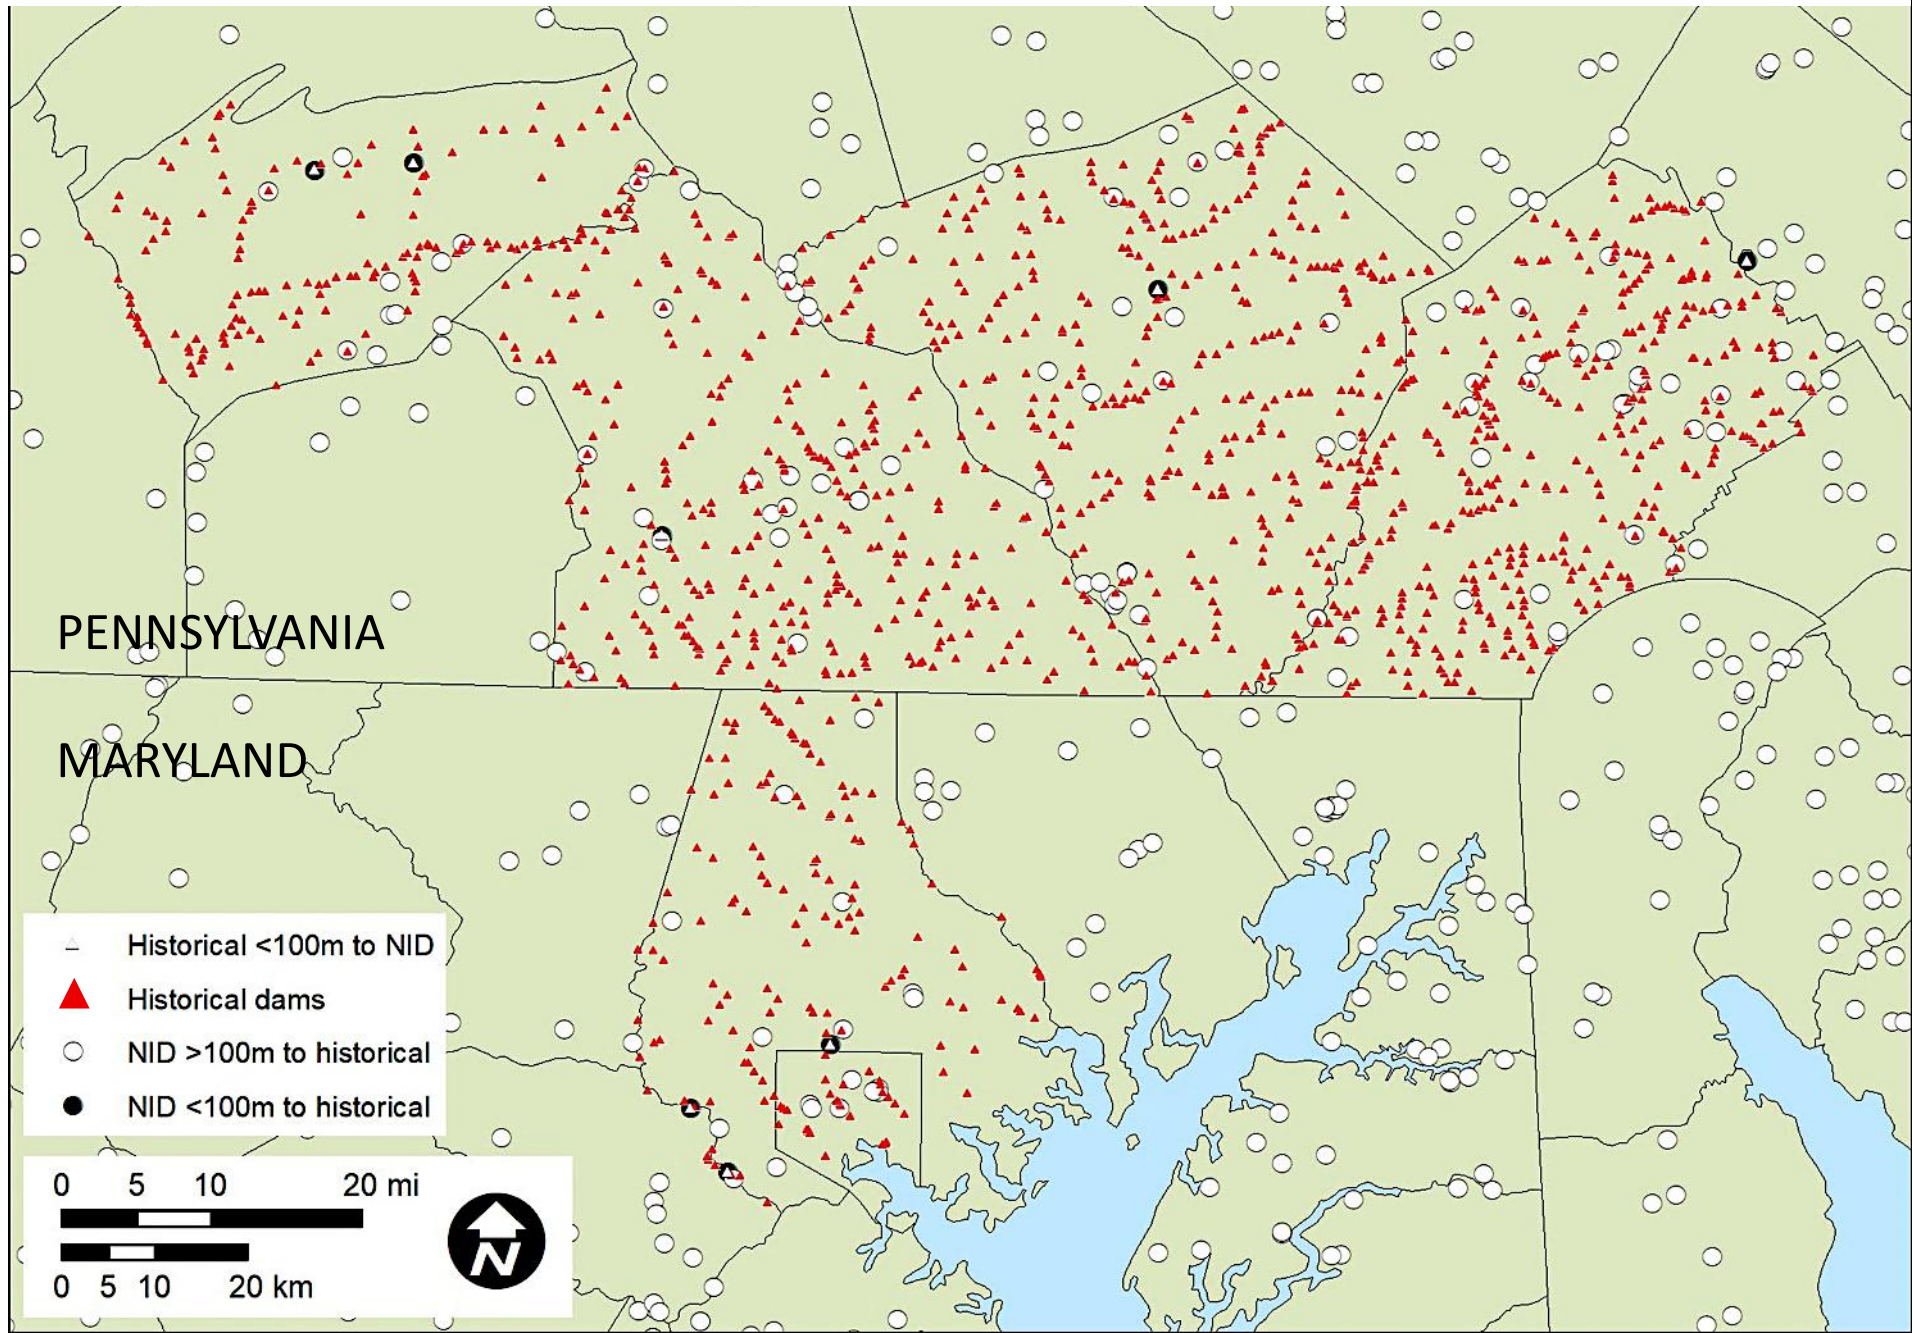 PENNSYLVANIA
MARYLAND
Historical <100m to NID
Historical dams
NID >100m to historical
NID <100m to historical
0 5 10 20 mi
0 5 10 20 km
N